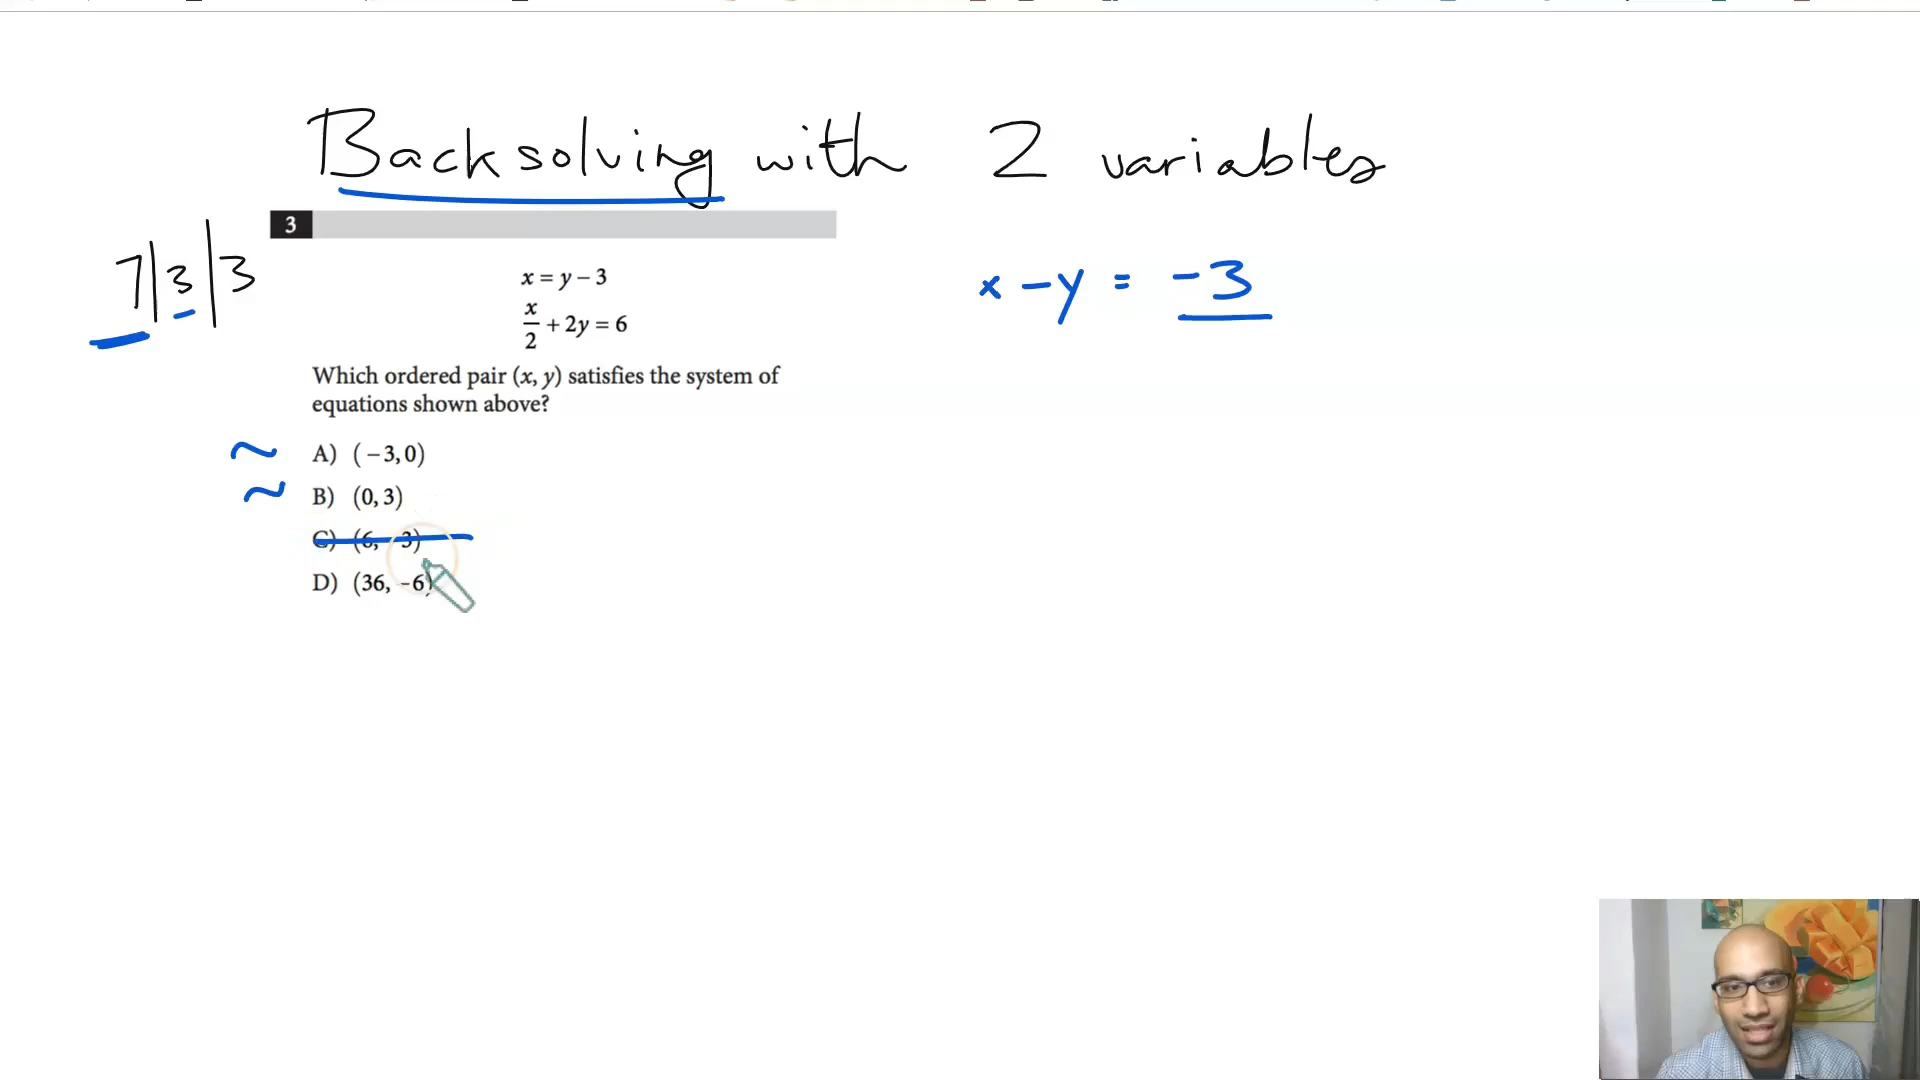 Backsolving with 2 variables
3
7|3|3
x = y − 3
x/2 + 2y = 6
x − y = −3
Which ordered pair (x, y) satisfies the system of
equations shown above?
~ A) (−3, 0)
~ B) (0, 3)
C) (6, −3)
D) (36, −6)